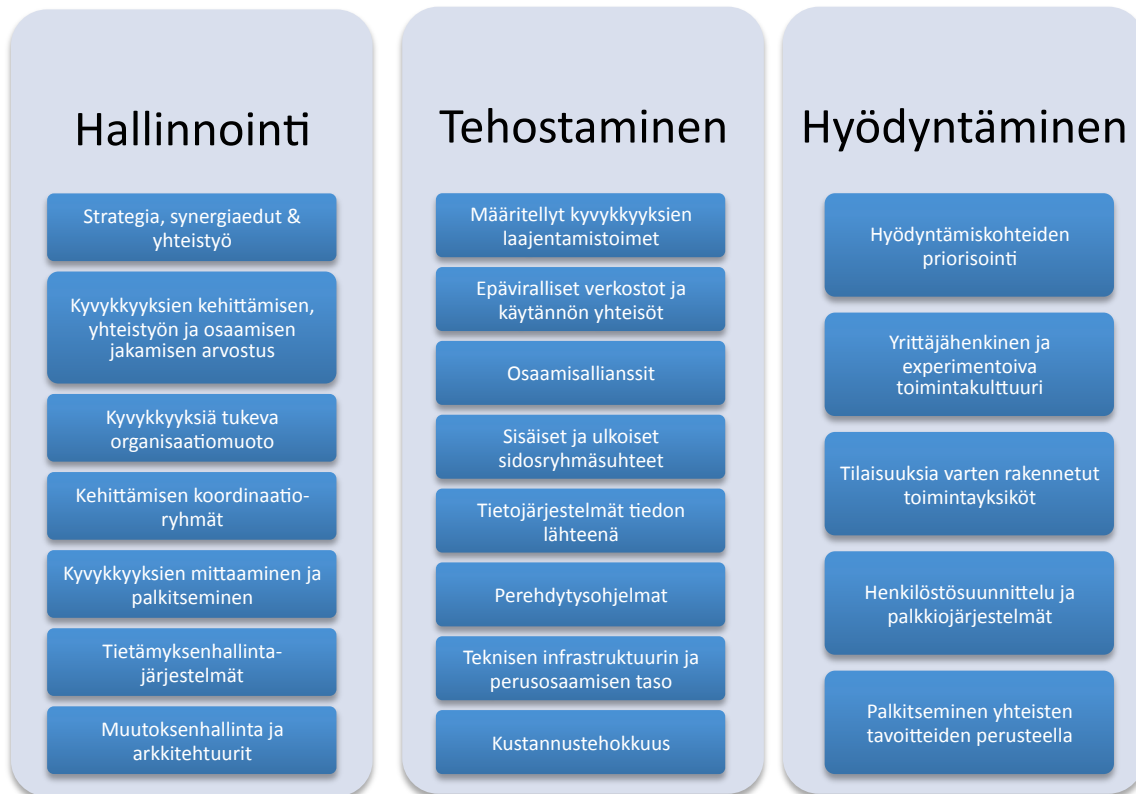 Hallinnointi
Strategia, synergiaedut &
yhteistyö
Kyvykkyyksien kehittämisen,
yhteistyön ja osaamisen
jakamisen arvostus
Kyvykkyyksiä tukeva
organisaatiomuoto
Kehittämisen koordinaatio-
ryhmät
Kyvykkyyksien mittaaminen ja
palkitseminen
Tietämyksenhallinta-
järjestelmät
Muutoksenhallinta ja
arkkitehtuurit
Tehostaminen
Määritellyt kyvykkyyksien
laajentamistoimet
Epäviralliset verkostot ja
käytännön yhteisöt
Osaamisallianssit
Sisäiset ja ulkoiset
sidosryhmäsuhteet
Tietojärjestelmät tiedon
lähteenä
Perehdytysohjelmat
Teknisen infrastruktuurin ja
perusosaamisen taso
Kustannustehokkuus
Hyödyntäminen
Hyödyntämiskohteiden
priorisointi
Yrittäjähenkinen ja
experimentoiva
toimintakulttuuri
Tilaisuuksia varten rakennetut
toimintayksiköt
Henkilöstösuunnittelu ja
palkkiojärjestelmät
Palkitseminen yhteisten
tavoitteiden perusteella